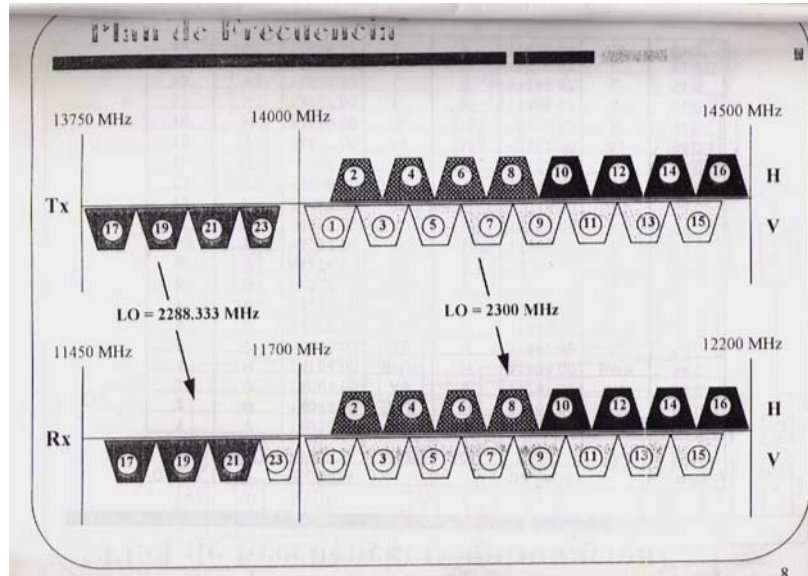 Plan de Frecuencia
13750 MHz 14000 MHz 14500 MHz
2 4 6 8 10 12 14 16 H
Tx
17 19 21 23 1 3 5 7 9 11 13 15 V
LO = 2288.333 MHz LO = 2300 MHz
11450 MHz 11700 MHz 12200 MHz
2 4 6 8 10 12 14 16 H
Rx
17 19 21 23 1 3 5 7 9 11 13 15 V
8